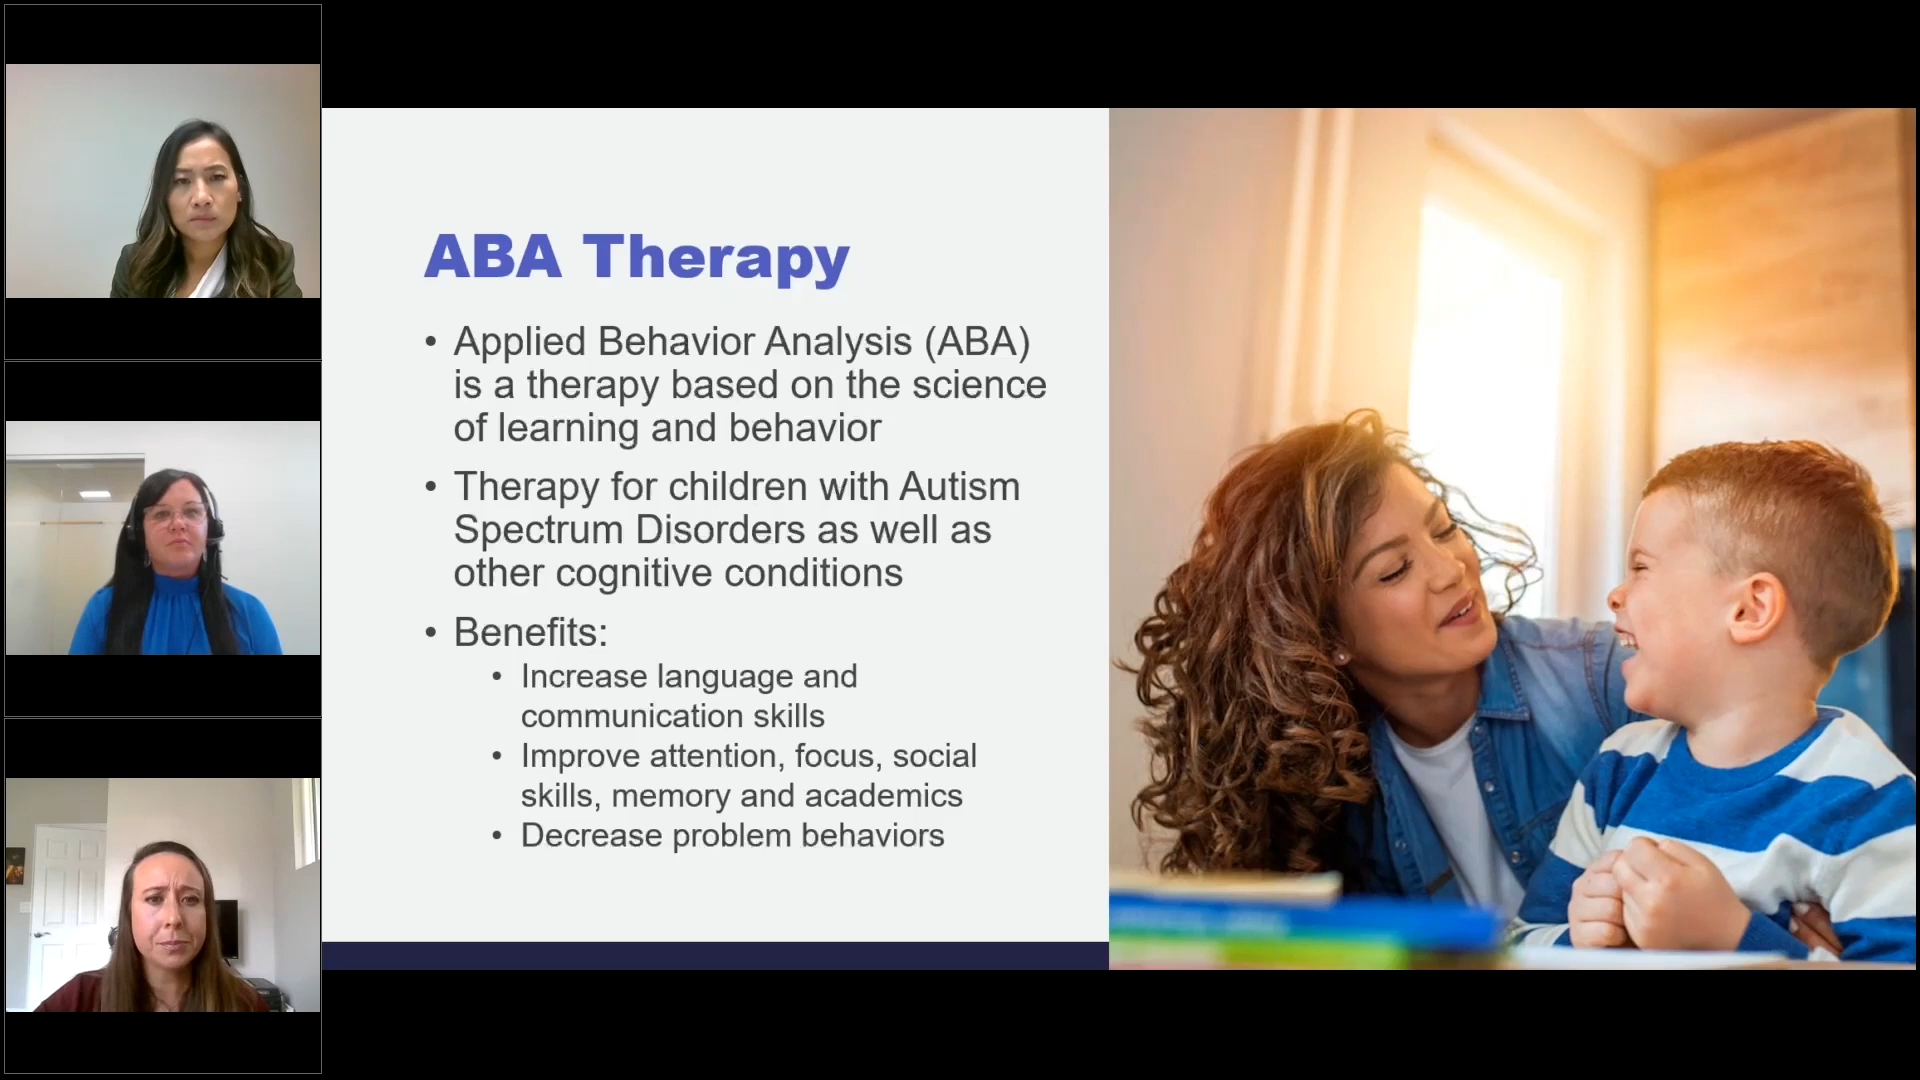 ABA Therapy
• Applied Behavior Analysis (ABA)
is a therapy based on the science
of learning and behavior
• Therapy for children with Autism
Spectrum Disorders as well as
other cognitive conditions
• Benefits:
• Increase language and
communication skills
• Improve attention, focus, social
skills, memory and academics
• Decrease problem behaviors